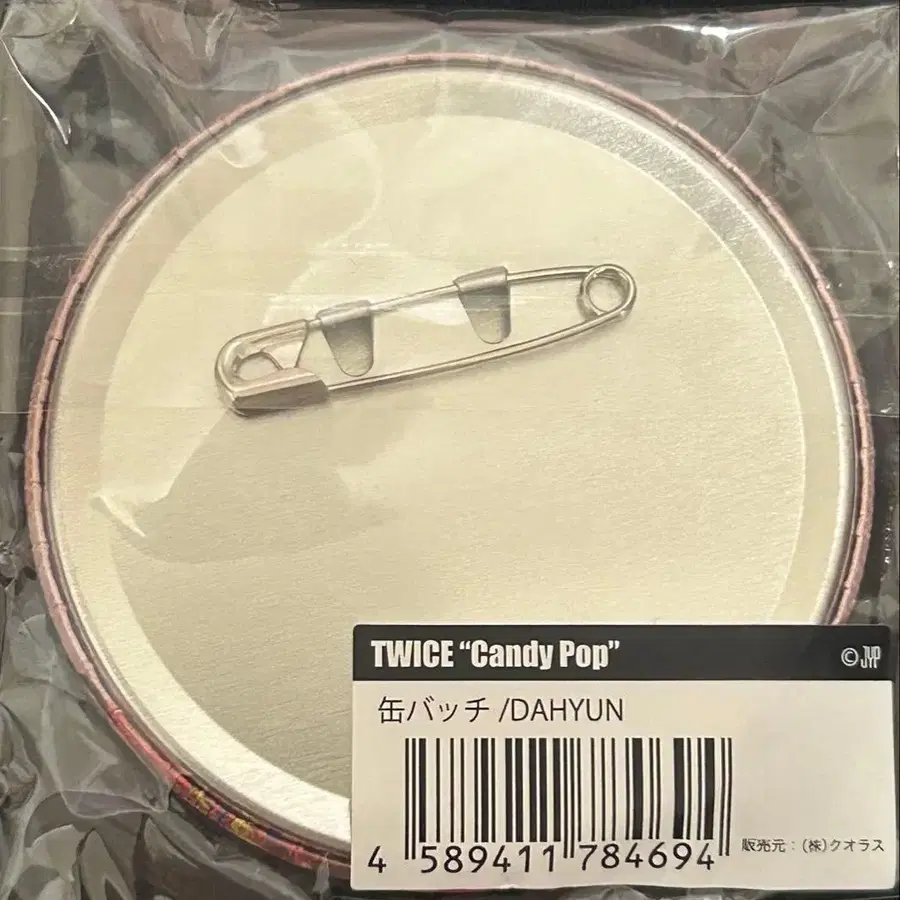 TWICE “Candy Pop”
© JYP
缶バッチ /DAHYUN
4 589411 784694
販売元：(株)クオラス